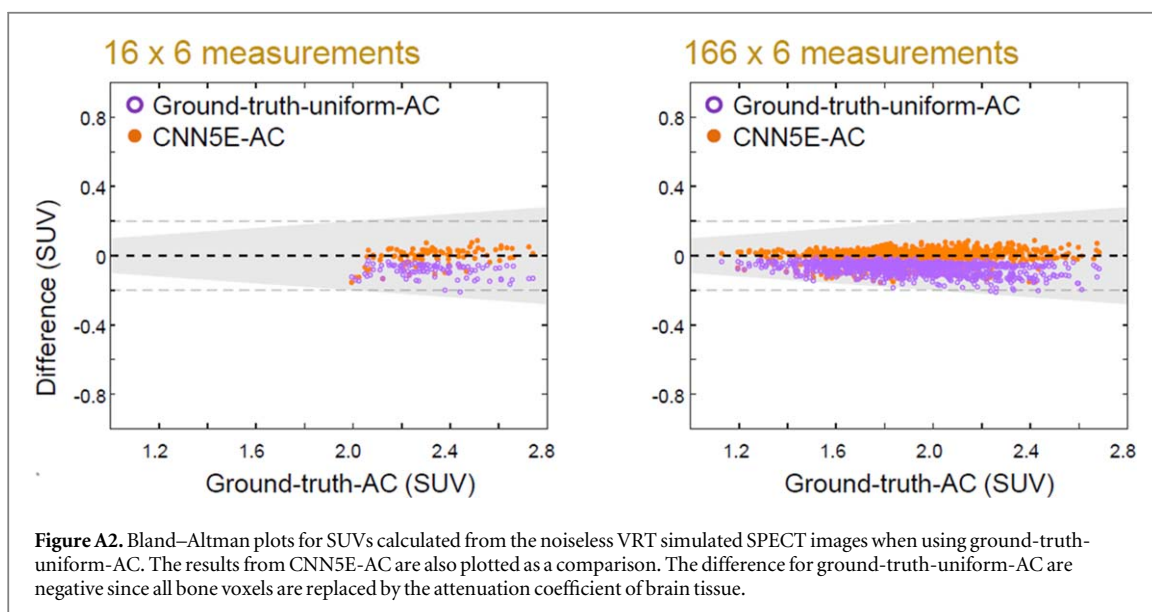 16 x 6 measurements
Ground-truth-uniform-AC
CNN5E-AC
0.8
0.4
0
-0.4
-0.8
Difference (SUV)
1.2 1.6 2.0 2.4 2.8
Ground-truth-AC (SUV)
166 x 6 measurements
Ground-truth-uniform-AC
CNN5E-AC
0.8
0.4
0
-0.4
-0.8
1.2 1.6 2.0 2.4 2.8
Ground-truth-AC (SUV)
Figure A2. Bland–Altman plots for SUVs calculated from the noiseless VRT simulated SPECT images when using ground-truth-
uniform-AC. The results from CNN5E-AC are also plotted as a comparison. The difference for ground-truth-uniform-AC are
negative since all bone voxels are replaced by the attenuation coefficient of brain tissue.